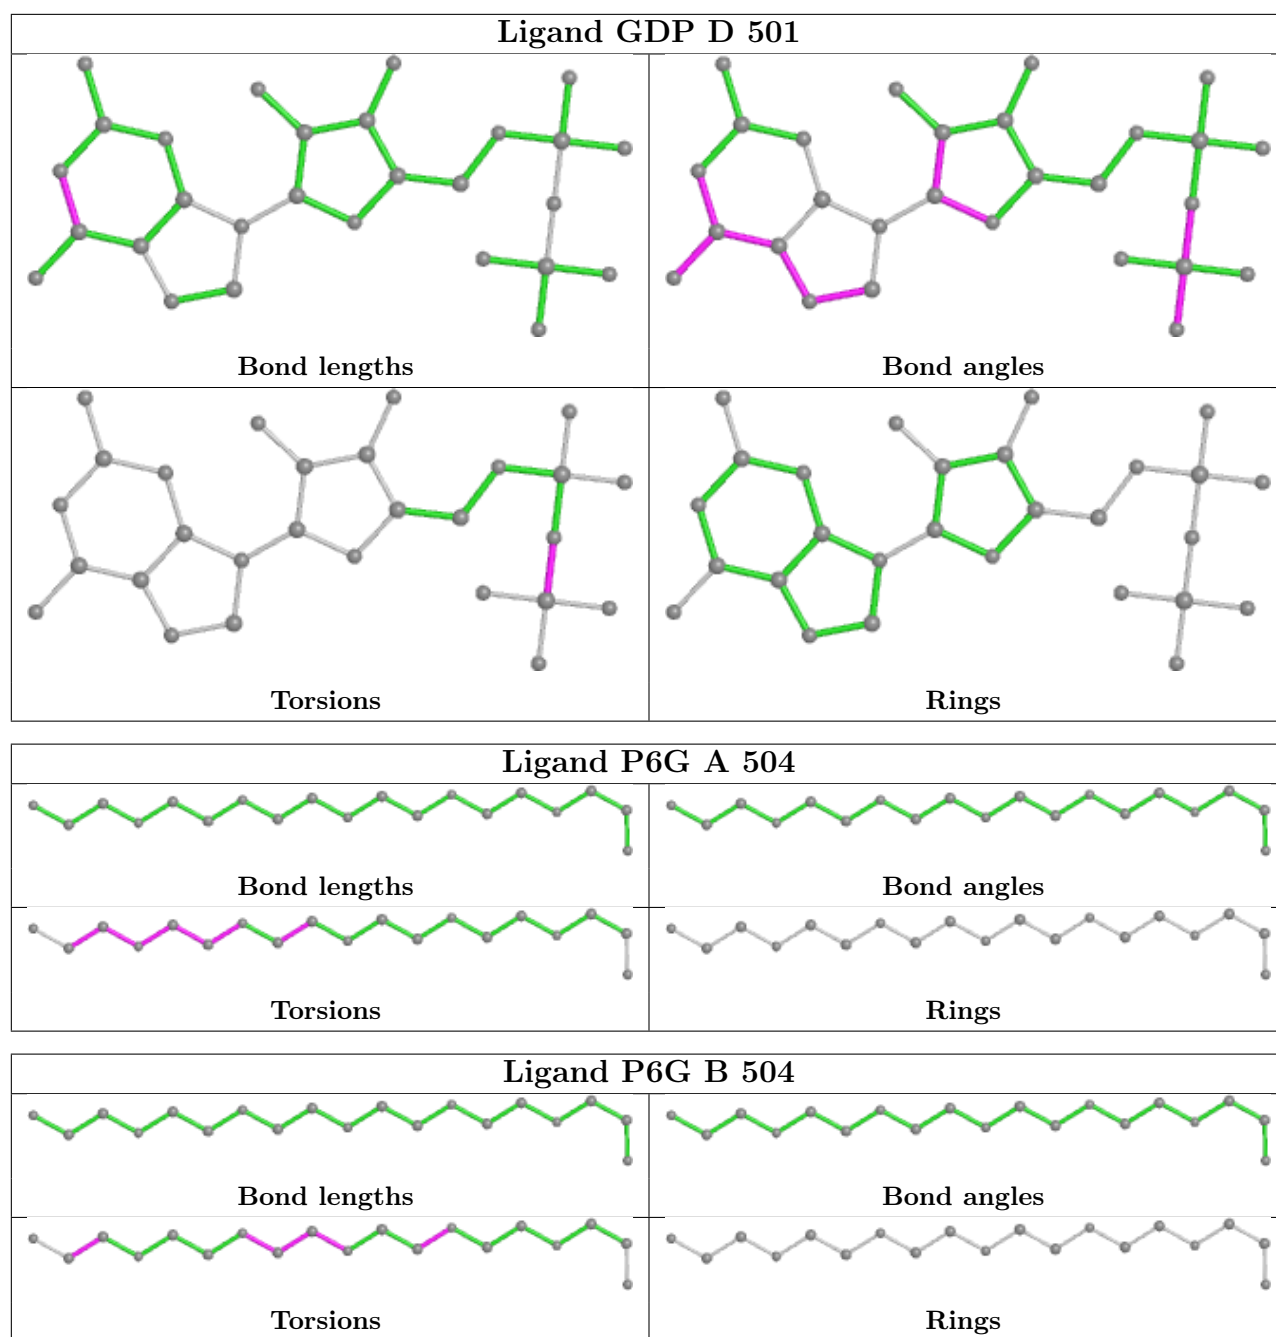 Ligand GDP D 501
Bond lengths
Bond angles
Torsions
Rings
Ligand P6G A 504
Bond lengths
Bond angles
Torsions
Rings
Ligand P6G B 504
Bond lengths
Bond angles
Torsions
Rings